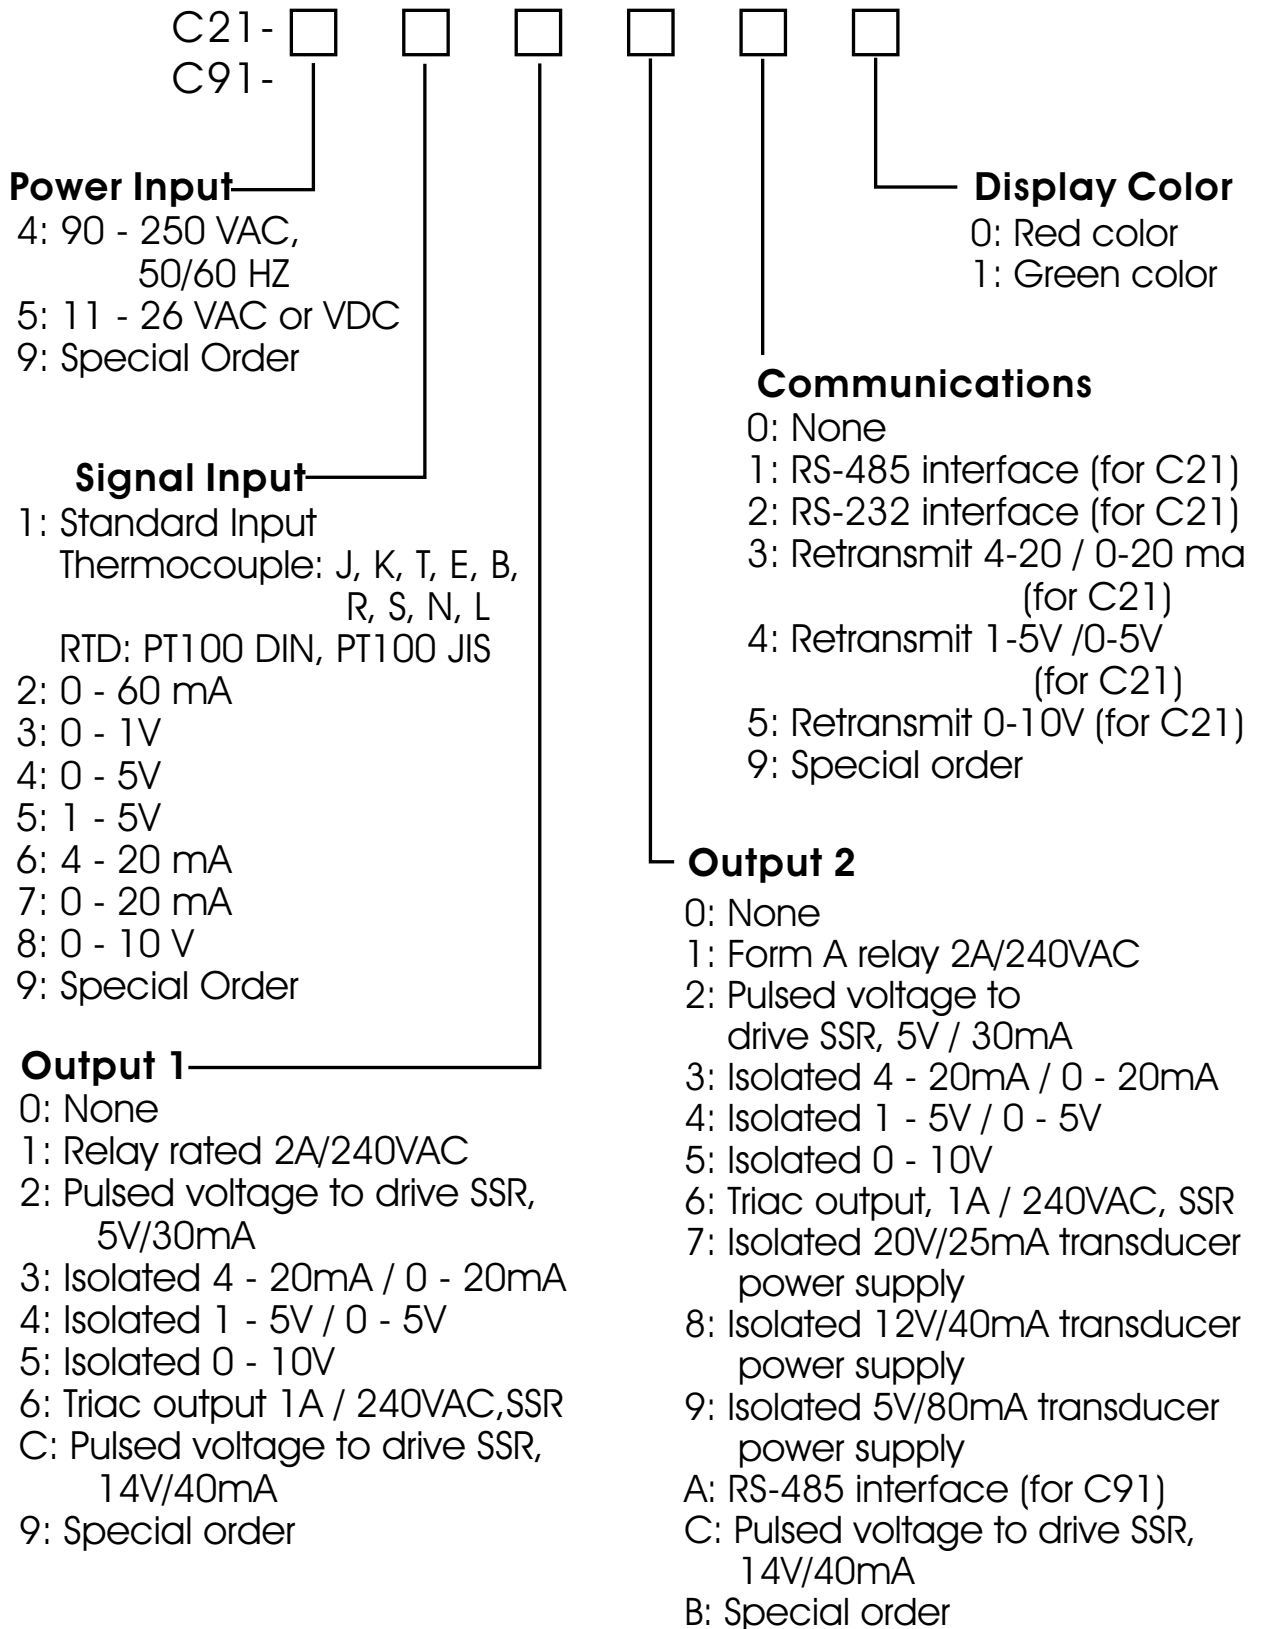 C21-
C91-
Power Input
4: 90 - 250 VAC,
50/60 HZ
5: 11 - 26 VAC or VDC
9: Special Order
Signal Input
1: Standard Input
Thermocouple: J, K, T, E, B,
R, S, N, L
RTD: PT100 DIN, PT100 JIS
2: 0 - 60 mA
3: 0 - 1V
4: 0 - 5V
5: 1 - 5V
6: 4 - 20 mA
7: 0 - 20 mA
8: 0 - 10 V
9: Special Order
Output 1
0: None
1: Relay rated 2A/240VAC
2: Pulsed voltage to drive SSR,
5V/30mA
3: Isolated 4 - 20mA / 0 - 20mA
4: Isolated 1 - 5V / 0 - 5V
5: Isolated 0 - 10V
6: Triac output 1A / 240VAC,SSR
C: Pulsed voltage to drive SSR,
14V/40mA
9: Special order
Display Color
0: Red color
1: Green color
Communications
0: None
1: RS-485 interface (for C21)
2: RS-232 interface (for C21)
3: Retransmit 4-20 / 0-20 ma
(for C21)
4: Retransmit 1-5V /0-5V
(for C21)
5: Retransmit 0-10V (for C21)
9: Special order
Output 2
0: None
1: Form A relay 2A/240VAC
2: Pulsed voltage to
drive SSR, 5V / 30mA
3: Isolated 4 - 20mA / 0 - 20mA
4: Isolated 1 - 5V / 0 - 5V
5: Isolated 0 - 10V
6: Triac output, 1A / 240VAC, SSR
7: Isolated 20V/25mA transducer
power supply
8: Isolated 12V/40mA transducer
power supply
9: Isolated 5V/80mA transducer
power supply
A: RS-485 interface (for C91)
C: Pulsed voltage to drive SSR,
14V/40mA
B: Special order